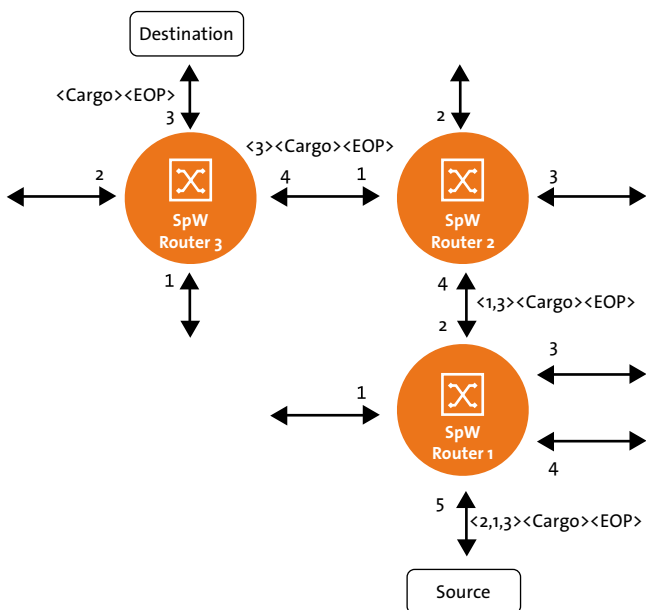 Destination
<Cargo><EOP>
3
2
<3><Cargo><EOP>
4
1
2
3
SpW
Router 3
SpW
Router 2
1
4
<1,3><Cargo><EOP>
2
3
1
SpW
Router 1
4
5
<2,1,3><Cargo><EOP>
Source